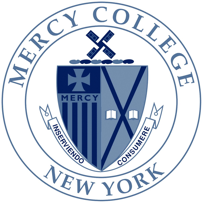 MERCY COLLEGE
MERCY
INSERVIENDO
CONSUMERE
NEW YORK